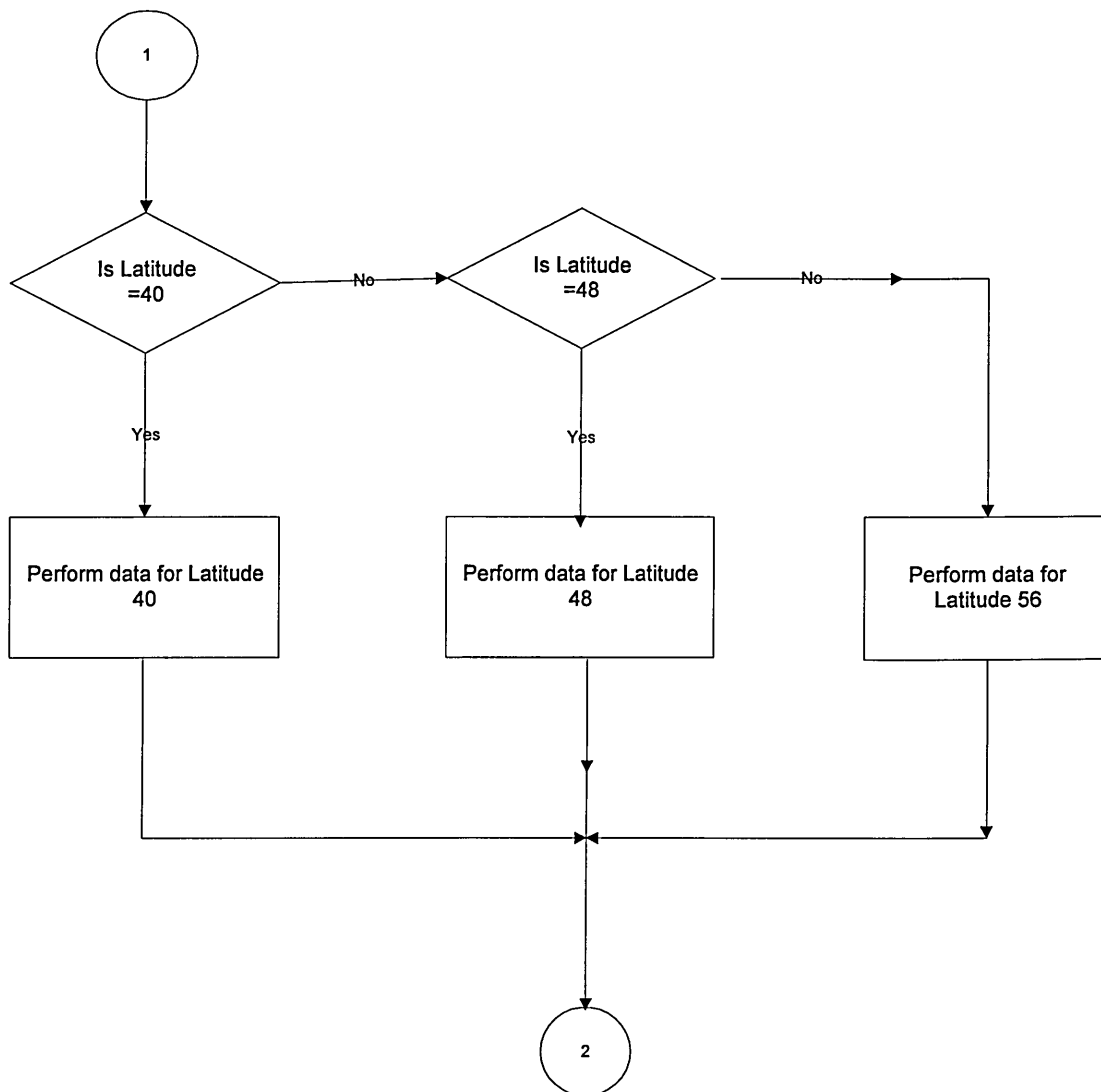 1
Is Latitude
=40
No
Is Latitude
=48
No
Yes
Yes
Perform data for Latitude
40
Perform data for Latitude
48
Perform data for
Latitude 56
2